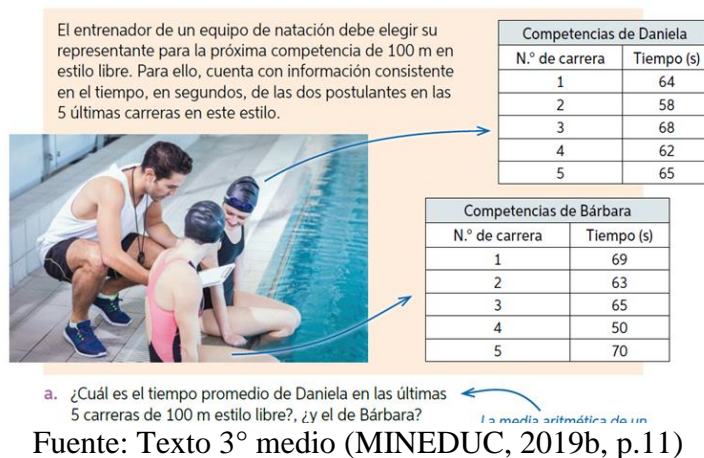 El entrenador de un equipo de natación debe elegir su
representante para la próxima competencia de 100 m en
estilo libre. Para ello, cuenta con información consistente
en el tiempo, en segundos, de las dos postulantes en las
5 últimas carreras en este estilo.
Competencias de Daniela
N.° de carrera Tiempo (s)
1 64
2 58
3 68
4 62
5 65
Competencias de Bárbara
N.° de carrera Tiempo (s)
1 69
2 63
3 65
4 50
5 70
a. ¿Cuál es el tiempo promedio de Daniela en las últimas
5 carreras de 100 m estilo libre?, ¿y el de Bárbara?
La media aritmética de un
Fuente: Texto 3° medio (MINEDUC, 2019b, p.11)